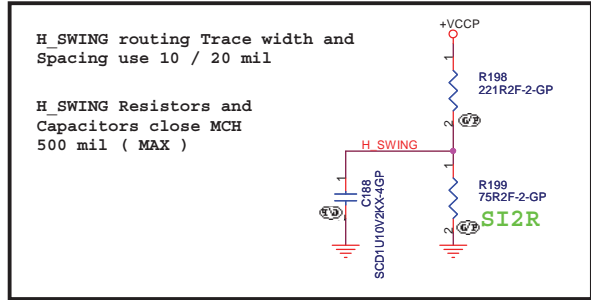 H_SWING routing Trace width and
Spacing use 10 / 20 mil
H_SWING Resistors and
Capacitors close MCH
500 mil ( MAX )
+VCCP
1
R198
221R2F-2-GP
2
G/P
H_SWING
1
R199
75R2F-2-GP
2
G/P
SI2R
1
C188
SCD1U10V2KX-4GP